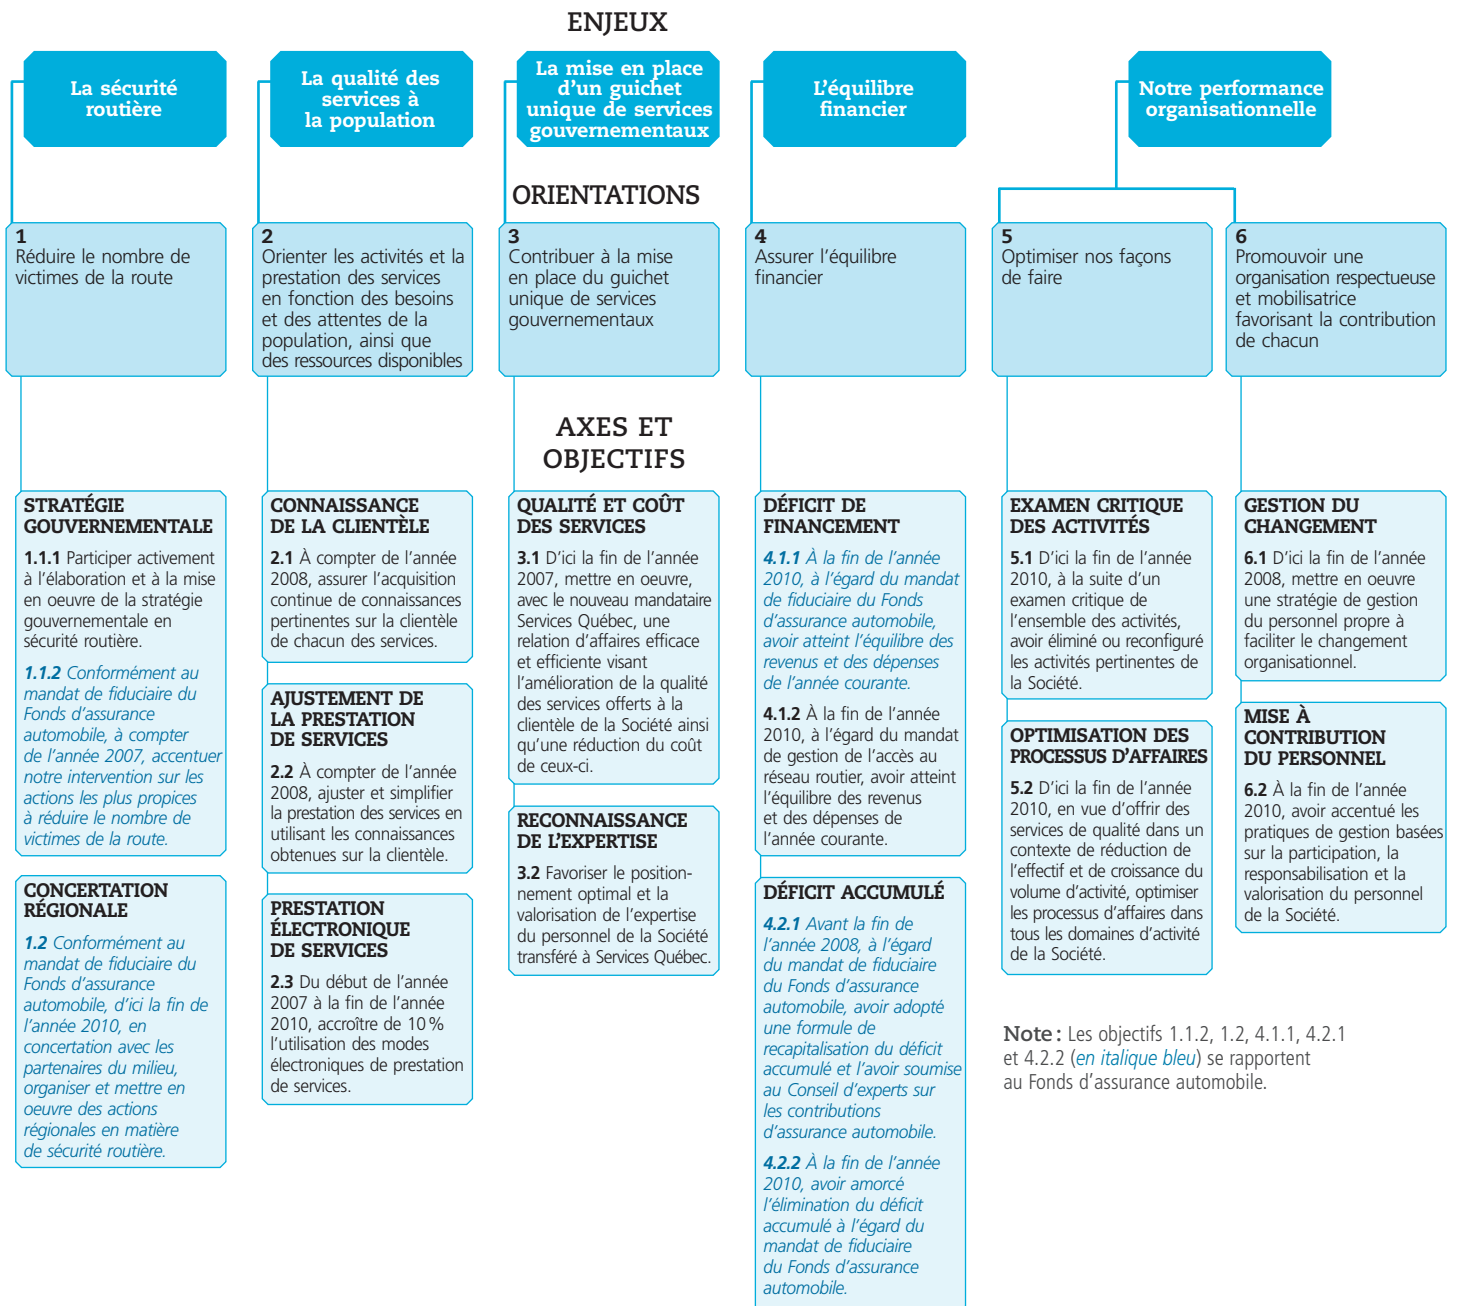 ENJEUX
La sécurité
routière
La qualité des
services à
la population
La mise en place
d'un guichet
unique de services
gouvernementaux
L'équilibre
financier
Notre performance
organisationnelle
ORIENTATIONS
1
Réduire le nombre de
victimes de la route
2
Orienter les activités et la
prestation des services
en fonction des besoins
et des attentes de la
population, ainsi que
des ressources disponibles
3
Contribuer à la mise
en place du guichet
unique de services
gouvernementaux
4
Assurer l'équilibre
financier
5
Optimiser nos façons
de faire
6
Promouvoir une
organisation respectueuse
et mobilisatrice
favorisant la contribution
de chacun
AXES ET
OBJECTIFS
STRATÉGIE
GOUVERNEMENTALE
1.1.1 Participer activement
à l'élaboration et à la mise
en oeuvre de la stratégie
gouvernementale en
sécurité routière.
1.1.2 Conformément au
mandat de fiduciaire du
Fonds d'assurance
automobile, à compter
de l'année 2007, accentuer
notre intervention sur les
actions les plus propices
à réduire le nombre de
victimes de la route.
CONCERTATION
RÉGIONALE
1.2 Conformément au
mandat de fiduciaire du
Fonds d'assurance
automobile, d'ici la fin de
l'année 2010, en
concertation avec les
partenaires du milieu,
organiser et mettre en
oeuvre des actions
régionales en matière
de sécurité routière.
CONNAISSANCE
DE LA CLIENTÈLE
2.1 À compter de l'année
2008, assurer l'acquisition
continue de connaissances
pertinentes sur la clientèle
de chacun des services.
AJUSTEMENT DE
LA PRESTATION
DE SERVICES
2.2 À compter de l'année
2008, ajuster et simplifier
la prestation des services en
utilisant les connaissances
obtenues sur la clientèle.
PRESTATION
ÉLECTRONIQUE
DE SERVICES
2.3 Du début de l'année
2007 à la fin de l'année
2010, accroître de 10 %
l'utilisation des modes
électroniques de prestation
de services.
QUALITÉ ET COÛT
DES SERVICES
3.1 D'ici la fin de l'année
2007, mettre en oeuvre,
avec le nouveau mandataire
Services Québec, une
relation d'affaires efficace
et efficiente visant
l'amélioration de la qualité
des services offerts à la
clientèle de la Société ainsi
qu'une réduction du coût
de ceux-ci.
RECONNAISSANCE
DE L'EXPERTISE
3.2 Favoriser le position-
nement optimal et la
valorisation de l'expertise
du personnel de la Société
transféré à Services Québec.
DÉFICIT DE
FINANCEMENT
4.1.1 À la fin de l'année
2010, à l'égard du mandat
de fiduciaire du Fonds
d'assurance automobile,
avoir atteint l'équilibre des
revenus et des dépenses
de l'année courante.
4.1.2 À la fin de l'année
2010, à l'égard du mandat
de gestion de l'accès au
réseau routier, avoir atteint
l'équilibre des revenus
et des dépenses de
l'année courante.
DÉFICIT ACCUMULÉ
4.2.1 Avant la fin de
l'année 2008, à l'égard
du mandat de fiduciaire
du Fonds d'assurance
automobile, avoir adopté
une formule de
recapitalisation du déficit
accumulé et l'avoir soumise
au Conseil d'experts sur
les contributions
d'assurance automobile.
4.2.2 À la fin de l'année
2010, avoir amorcé
l'élimination du déficit
accumulé à l'égard du
mandat de fiduciaire
du Fonds d'assurance
automobile.
EXAMEN CRITIQUE
DES ACTIVITÉS
5.1 D'ici la fin de l'année
2010, à la suite d'un
examen critique de
l'ensemble des activités,
avoir éliminé ou reconfiguré
les activités pertinentes de
la Société.
OPTIMISATION DES
PROCESSUS D'AFFAIRES
5.2 D'ici la fin de l'année
2010, en vue d'offrir des
services de qualité dans un
contexte de réduction de
l'effectif et de croissance du
volume d'activité, optimiser
les processus d'affaires dans
tous les domaines d'activité
de la Société.
GESTION DU
CHANGEMENT
6.1 D'ici la fin de l'année
2008, mettre en oeuvre
une stratégie de gestion
du personnel propre à
faciliter le changement
organisationnel.
MISE À
CONTRIBUTION
DU PERSONNEL
6.2 À la fin de l'année
2010, avoir accentué les
pratiques de gestion basées
sur la participation, la
responsabilisation et la
valorisation du personnel
de la Société.
Note : Les objectifs 1.1.2, 1.2, 4.1.1, 4.2.1
et 4.2.2 (en italique bleu) se rapportent
au Fonds d'assurance automobile.